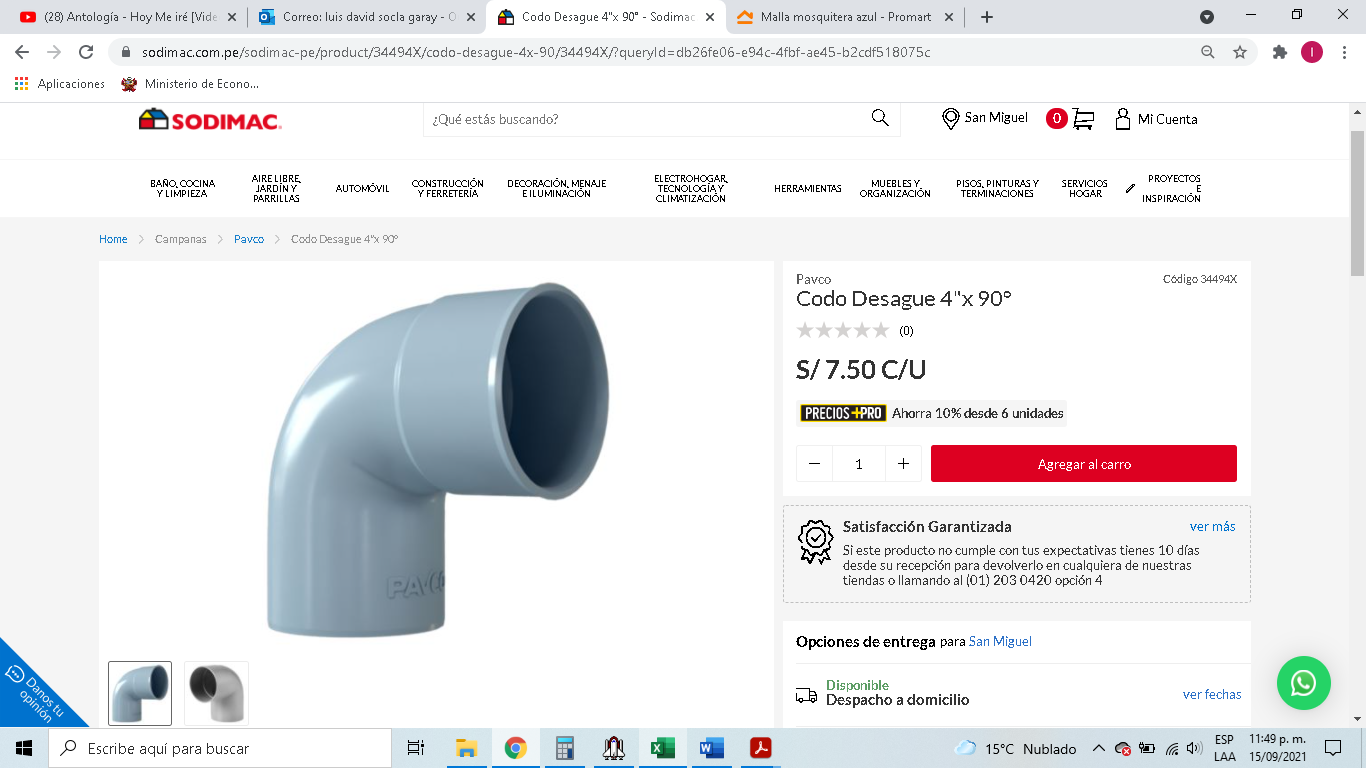 (28) Antología - Hoy Me iré [Vide
Correo: luis david socla garay - O
Codo Desague 4"x 90° - Sodimac
Malla mosquitera azul - Promart
sodimac.com.pe/sodimac-pe/product/34494X/codo-desague-4x-90/34494X/?queryId=db26fe06-e94c-4fbf-ae45-b2cdf518075c
I
Aplicaciones
Ministerio de Econo...
SODIMAC
¿Qué estás buscando?
San Miguel
0
Mi Cuenta
BAÑO, COCINA
Y LIMPIEZA
AIRE LIBRE,
JARDÍN Y
PARRILLAS
AUTOMÓVIL
CONSTRUCCIÓN
Y FERRETERÍA
DECORACIÓN, MENAJE
E ILUMINACIÓN
ELECTROHOGAR,
TECNOLOGÍA Y
CLIMATIZACIÓN
HERRAMIENTAS
MUEBLES Y
ORGANIZACIÓN
PISOS, PINTURAS Y
TERMINACIONES
SERVICIOS
HOGAR
PROYECTOS
E
INSPIRACIÓN
Home > Campanas > Pavco > Codo Desague 4"x 90°
PAVCO
Pavco
Código 34494X
Codo Desague 4"x 90°
(0)
S/ 7.50 C/U
PRECIOS+PRO Ahorra 10% desde 6 unidades
− 1 +
Agregar al carro
Satisfacción Garantizada
ver más
Si este producto no cumple con tus expectativas tienes 10 días
desde su recepción para devolverlo en cualquiera de nuestras
tiendas o llamando al (01) 203 0420 opción 4
Opciones de entrega para San Miguel
Disponible
Despacho a domicilio
ver fechas
Danos tu
opinión
Escribe aquí para buscar
15°C Nublado
ESP
LAA
11:49 p. m.
15/09/2021